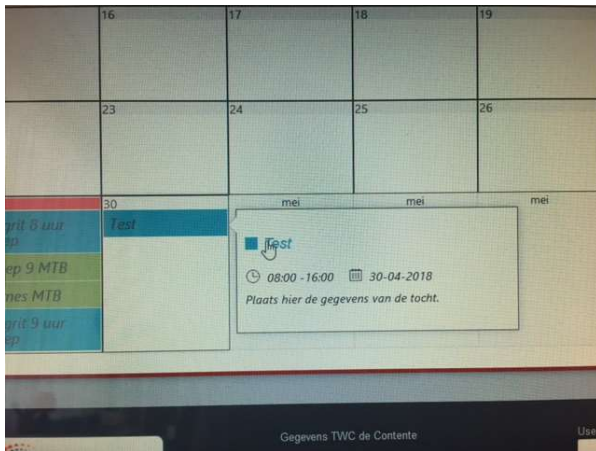 16 17 18 19
23 24 25 26
30 mei mei mei
grit 8 uur
ep
ep 9 MTB
nes MTB
grit 9 uur
ep
Test
Test
08:00 -16:00 30-04-2018
Plaats hier de gegevens van de tocht.
Gegevens TWC de Contente
Use